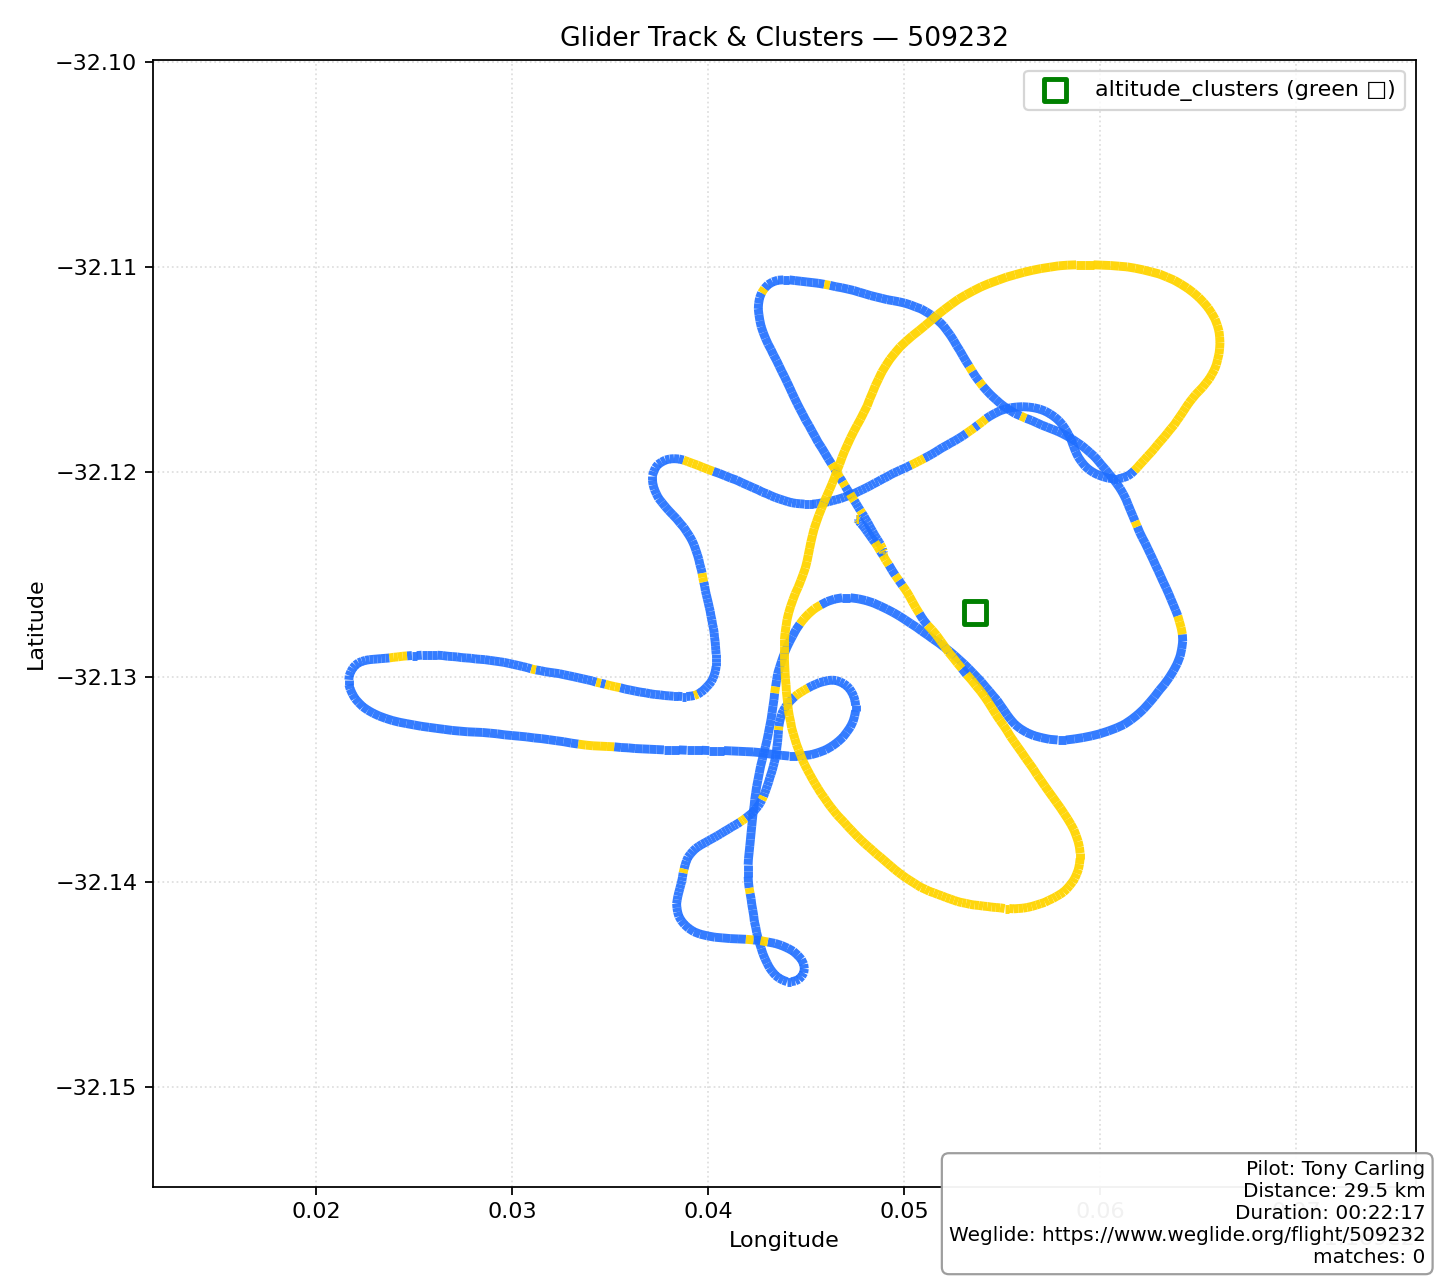 Glider Track & Clusters — 509232
altitude_clusters (green □)
−32.10
−32.11
−32.12
−32.13
−32.14
−32.15
Latitude
0.02
0.03
0.04
0.05
0.06
Longitude
Pilot: Tony Carling
Distance: 29.5 km
Duration: 00:22:17
Weglide: https://www.weglide.org/flight/509232
matches: 0